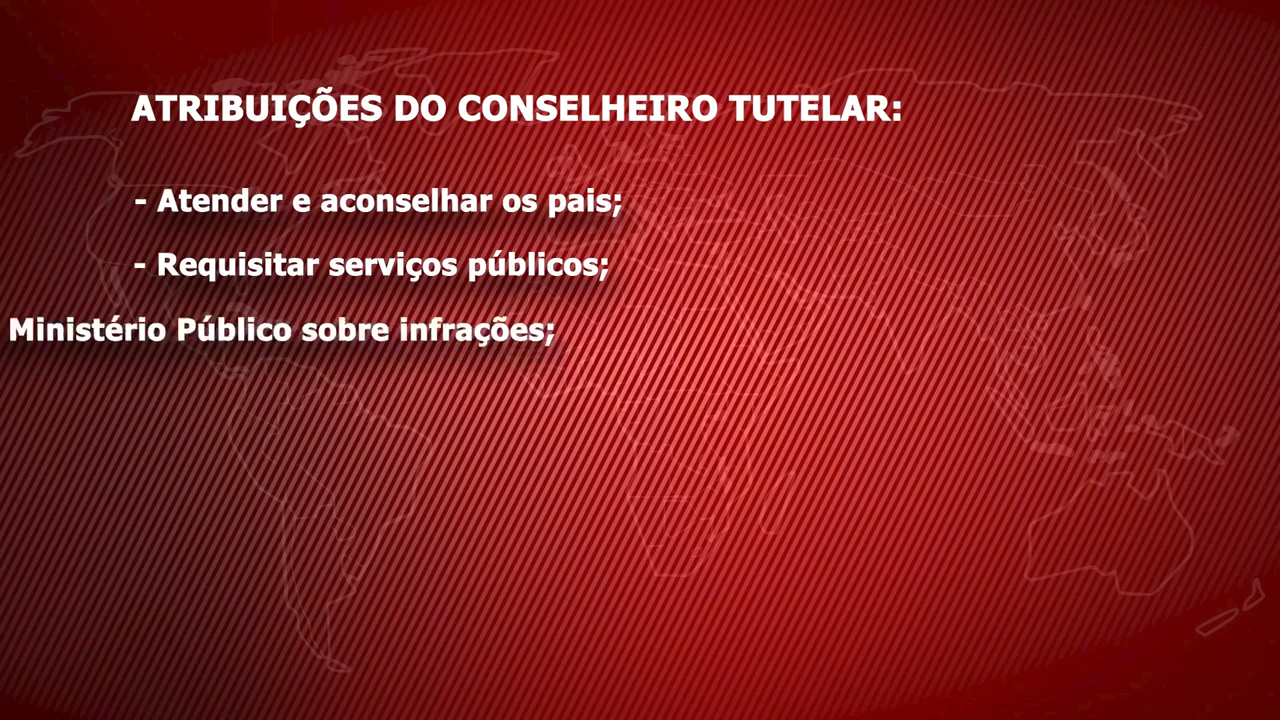 ATRIBUIÇÕES DO CONSELHEIRO TUTELAR:
- Atender e aconselhar os pais;
- Requisitar serviços públicos;
Ministério Público sobre infrações;